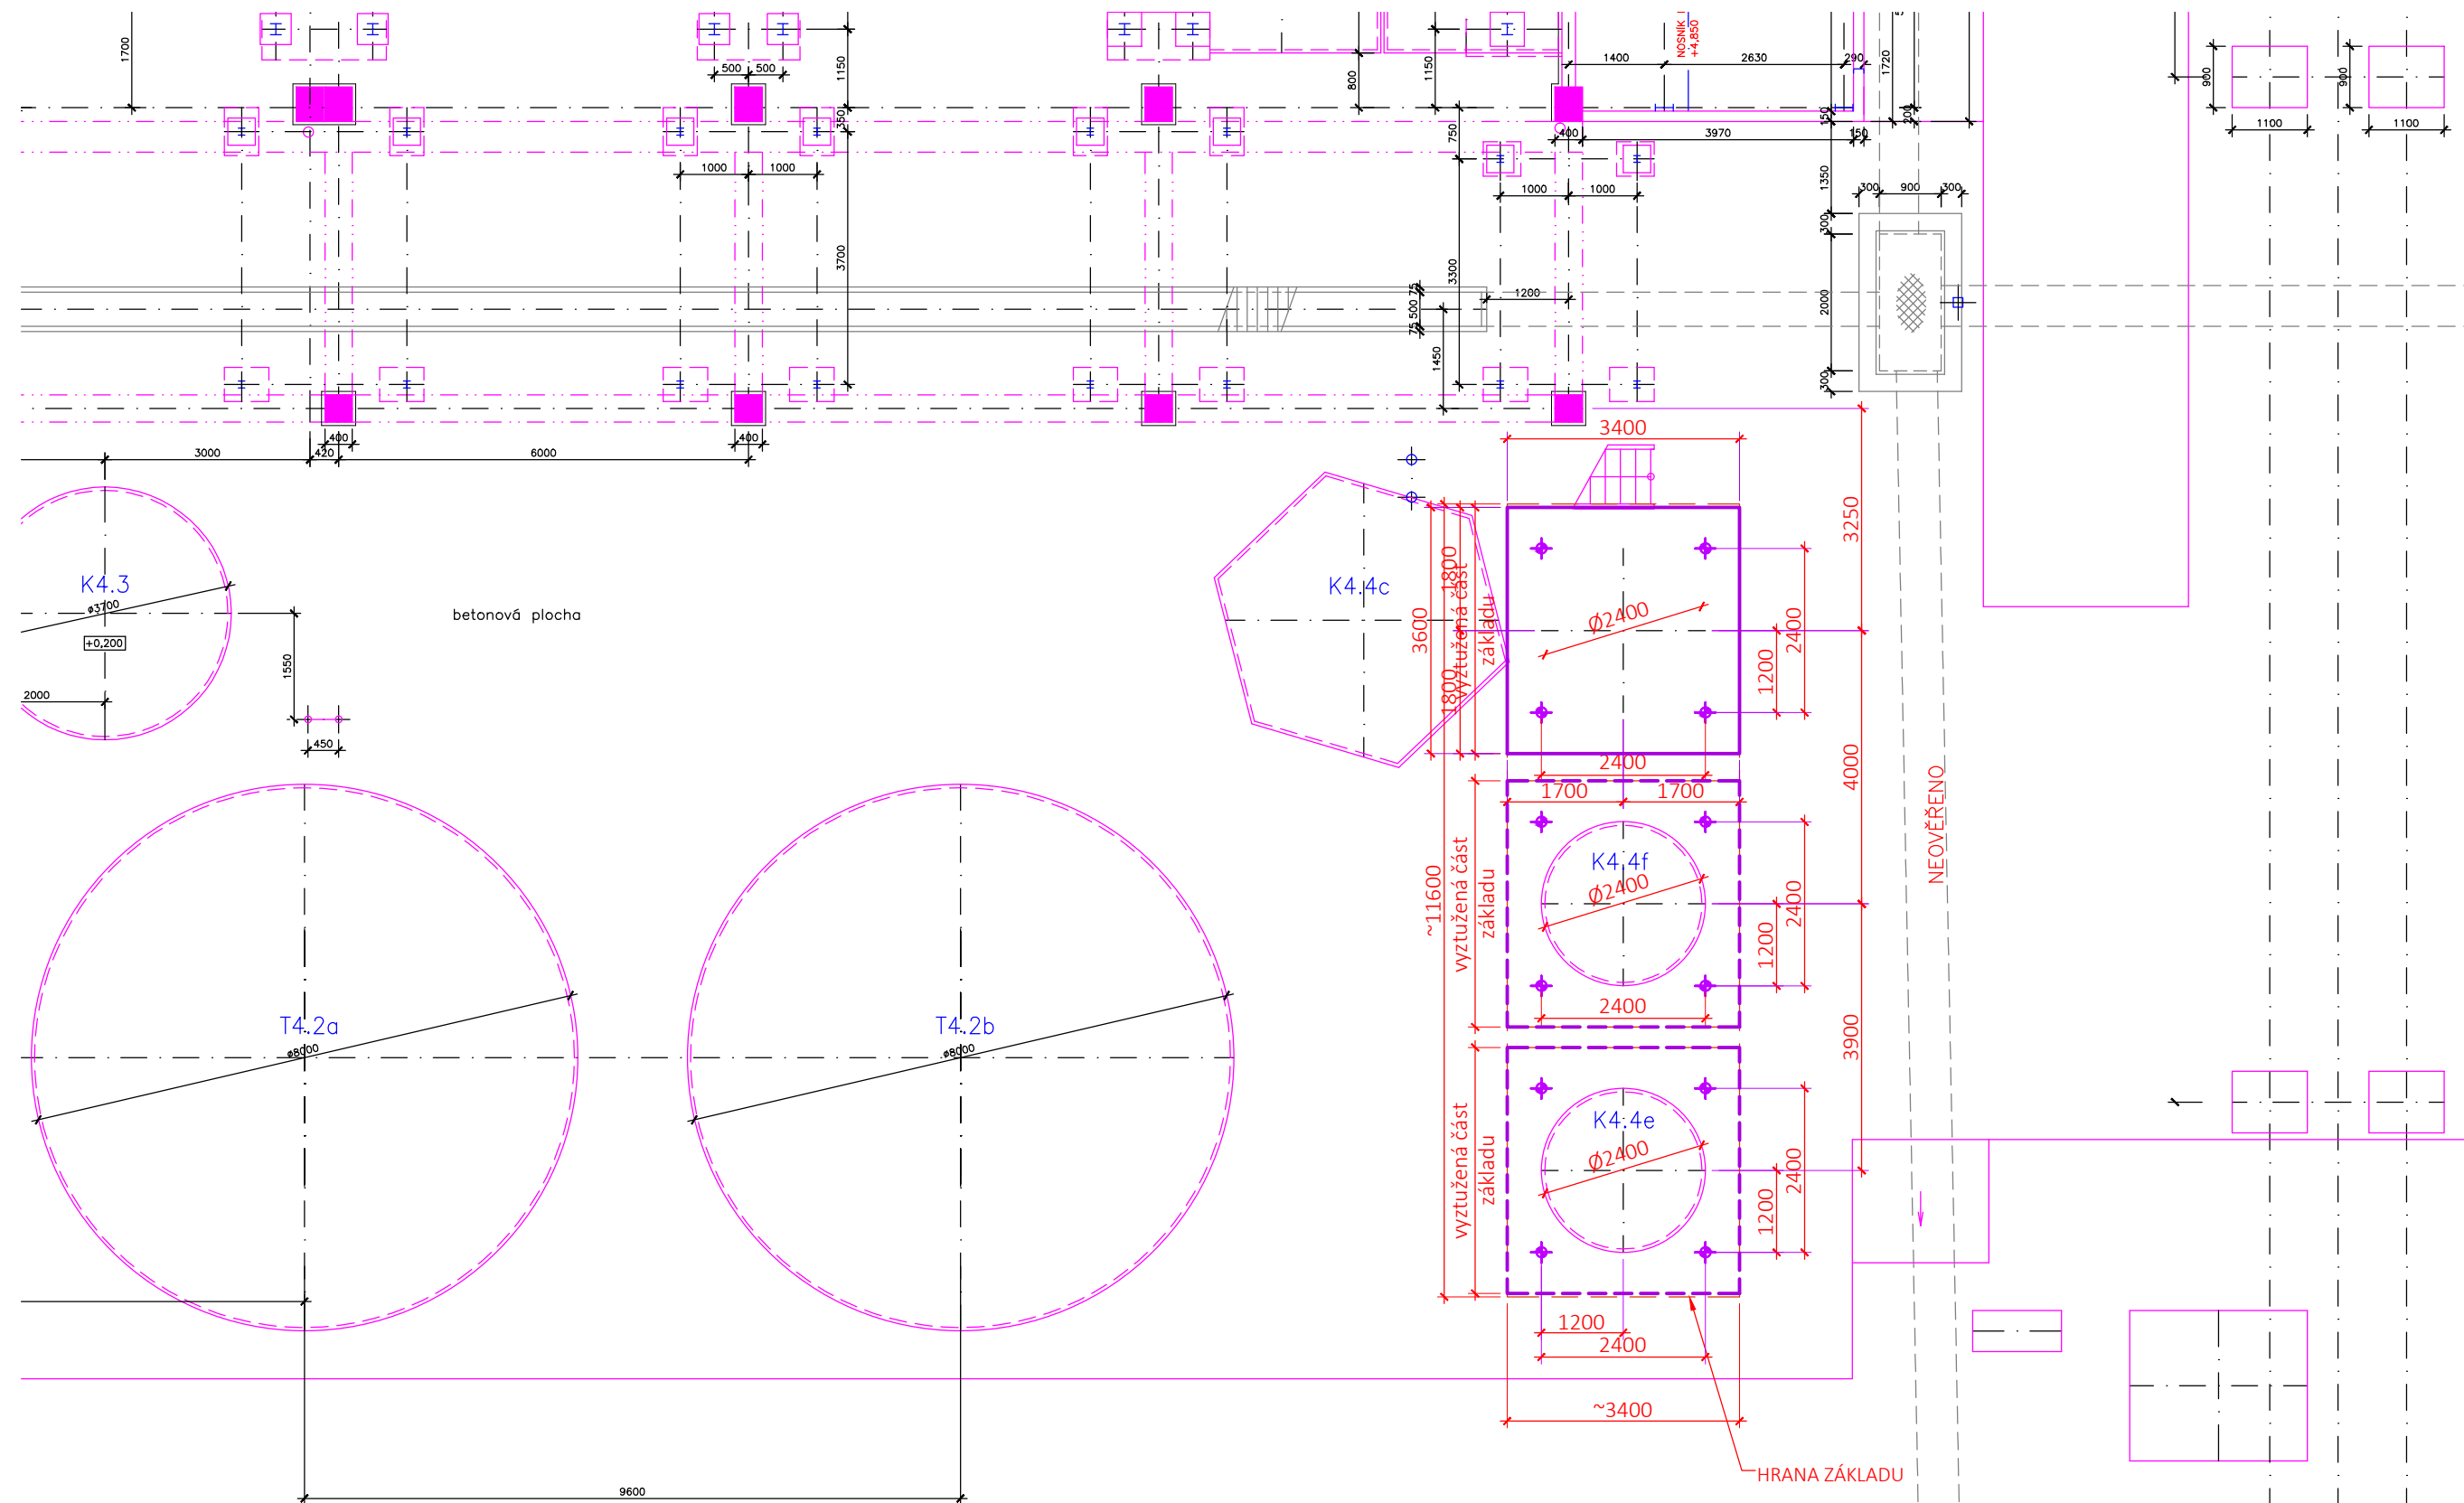 1700
500 500
1150
350
1000 1000
3700
800
1150
NOSNÍK I
+4,850
1400
2630
290
1720
200
150
750
400
3970
150
1350
1000 1000
3300
1200
75
500
75
1450
300 900 300
300
2000
300
900
1100
900
1100
400
400
3000
420
6000
K4.3
ø3700
+0,200
2000
1550
450
betonová plocha
K4.4c
3400
3250
3600
1800
1800
vyztužená část
základu
Ø2400
2400
1200
2400
4000
1700 1700
K4.4f
Ø2400
~11600
vyztužená část
základu
2400
1200
2400
3900
NEOVĚŘENO
T4.2a
ø8000
T4.2b
ø8000
K4.4e
Ø2400
vyztužená část
základu
2400
1200
1200
2400
~3400
HRANA ZÁKLADU
9600